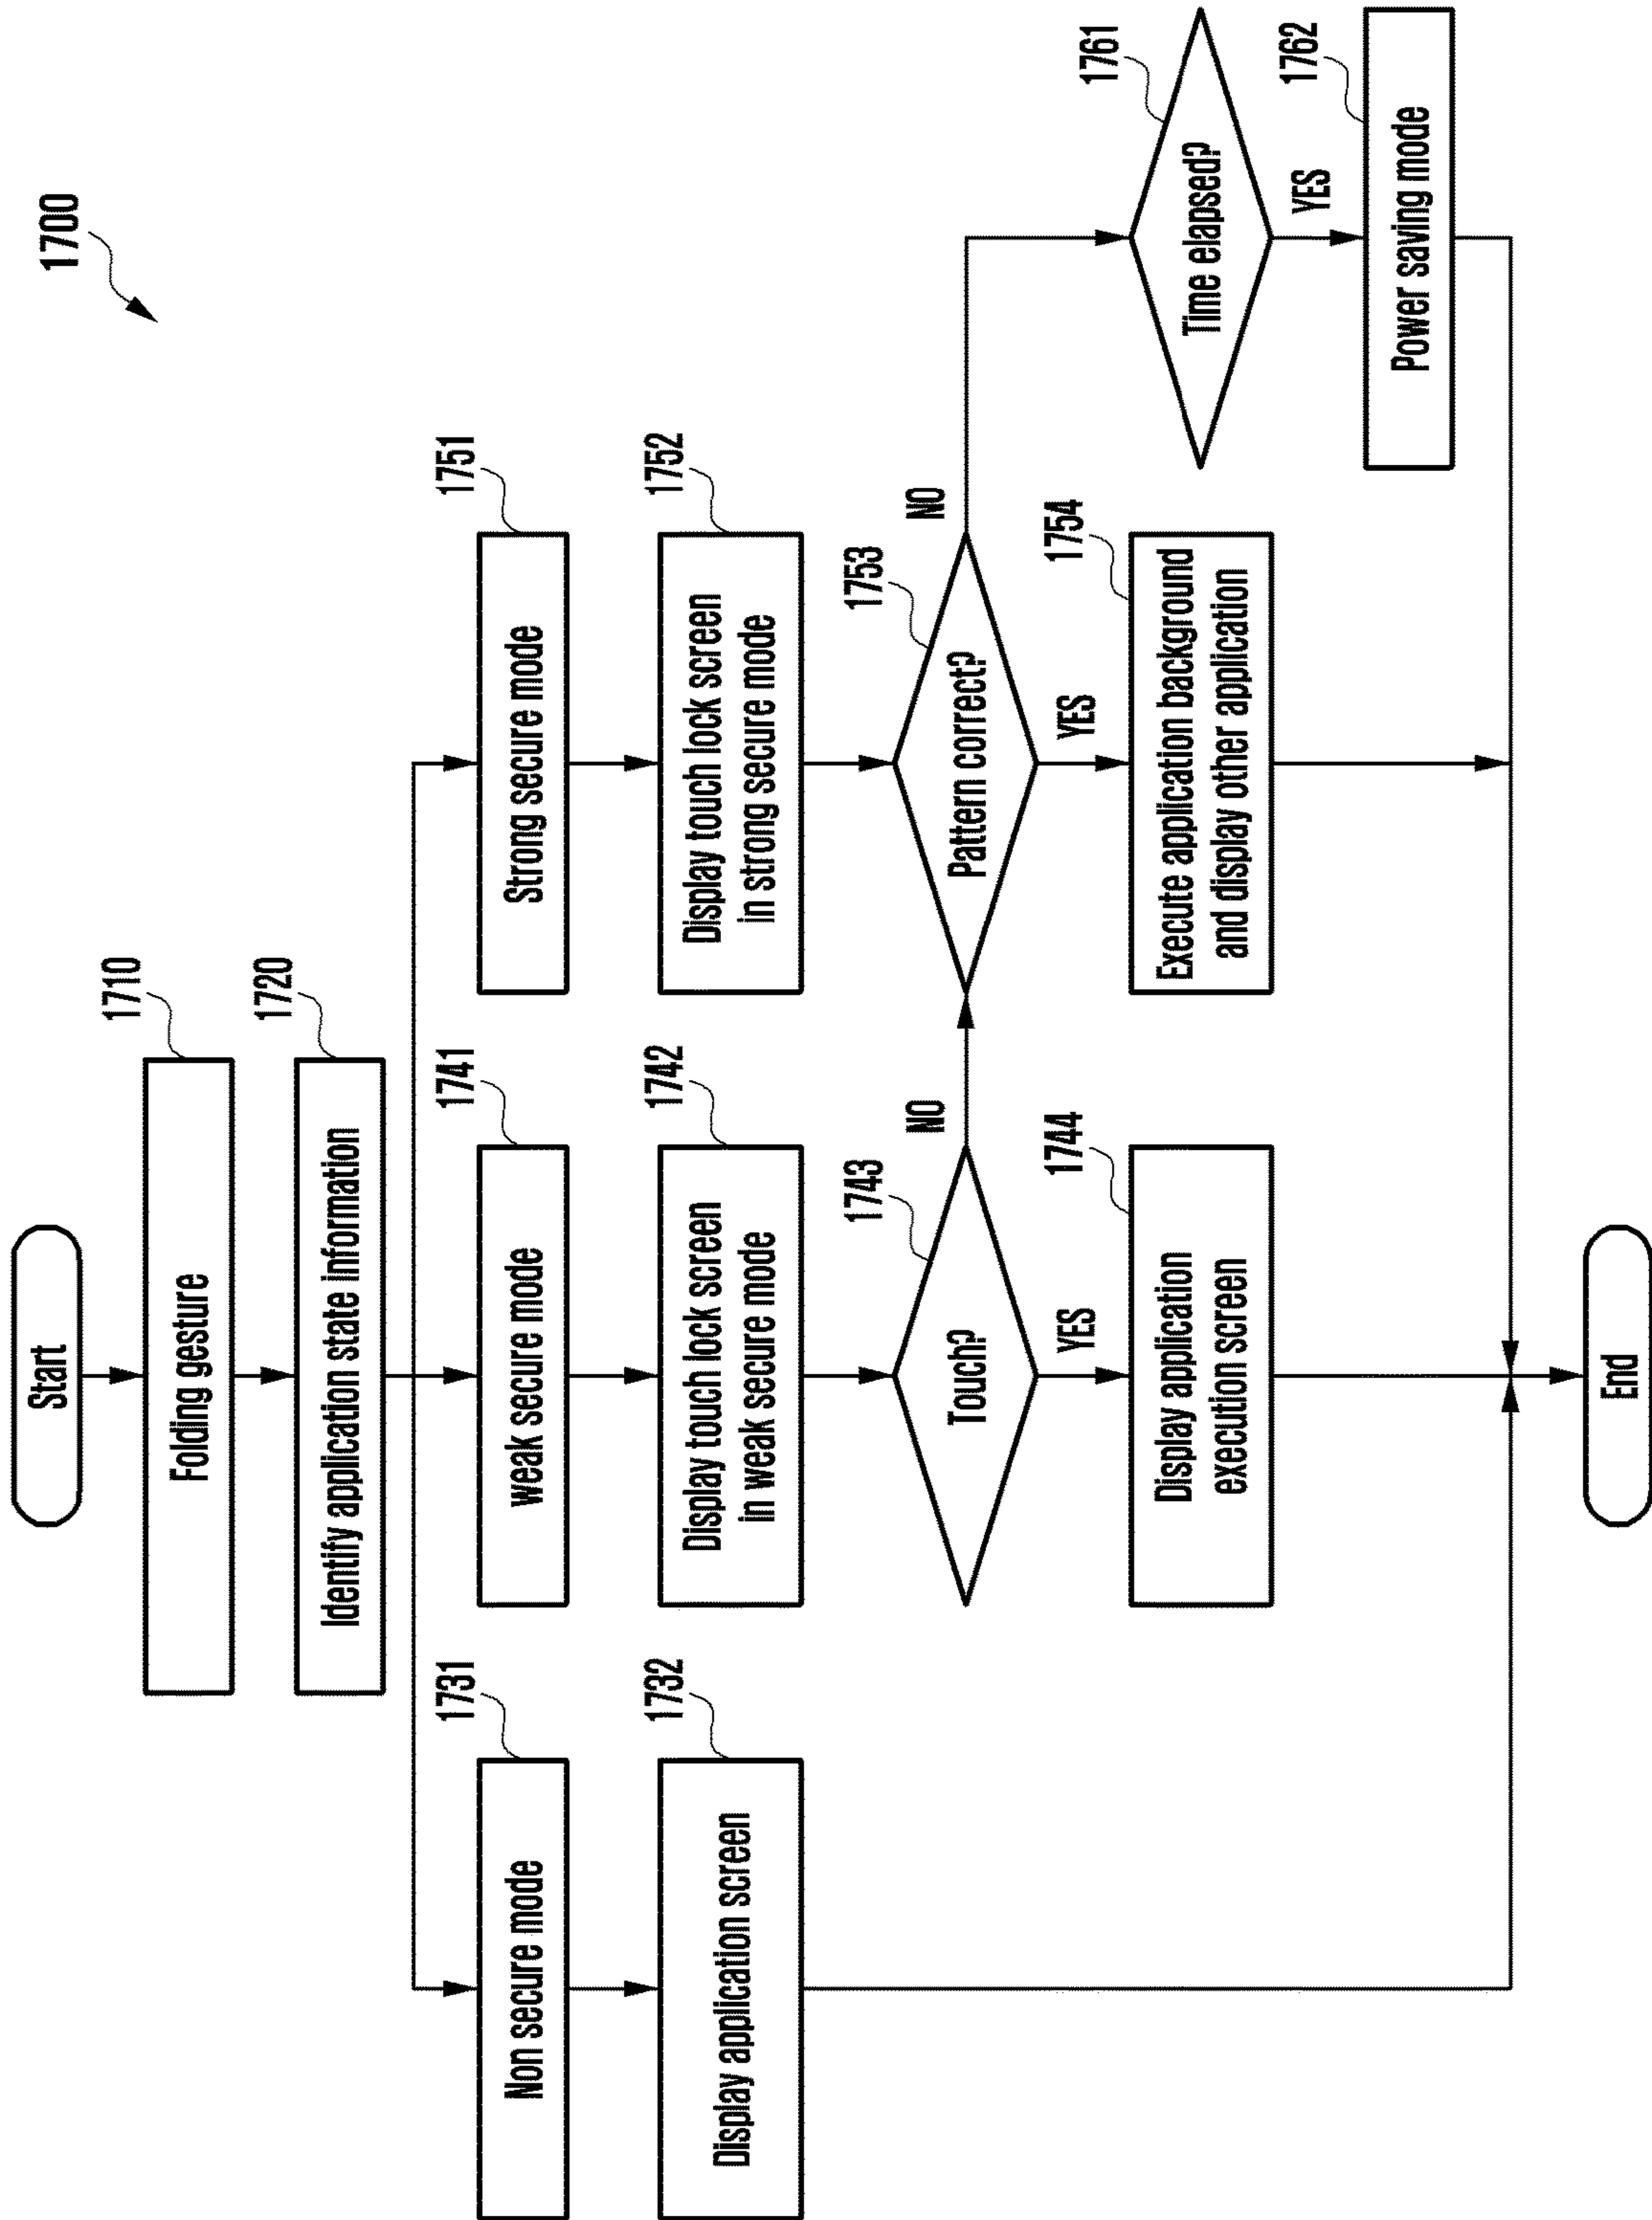 1700
Start
1710
Folding gesture
1720
Identify application state information
1731
Non secure mode
1741
weak secure mode
1751
Strong secure mode
1732
Display application screen
1742
Display touch lock screen
in weak secure mode
1752
Display touch lock screen
in strong secure mode
1743
Touch?
NO
1753
Pattern correct?
NO
1761
Time elapsed?
YES
YES
YES
1744
Display application
execution screen
1754
Execute application background
and display other application
1762
Power saving mode
End